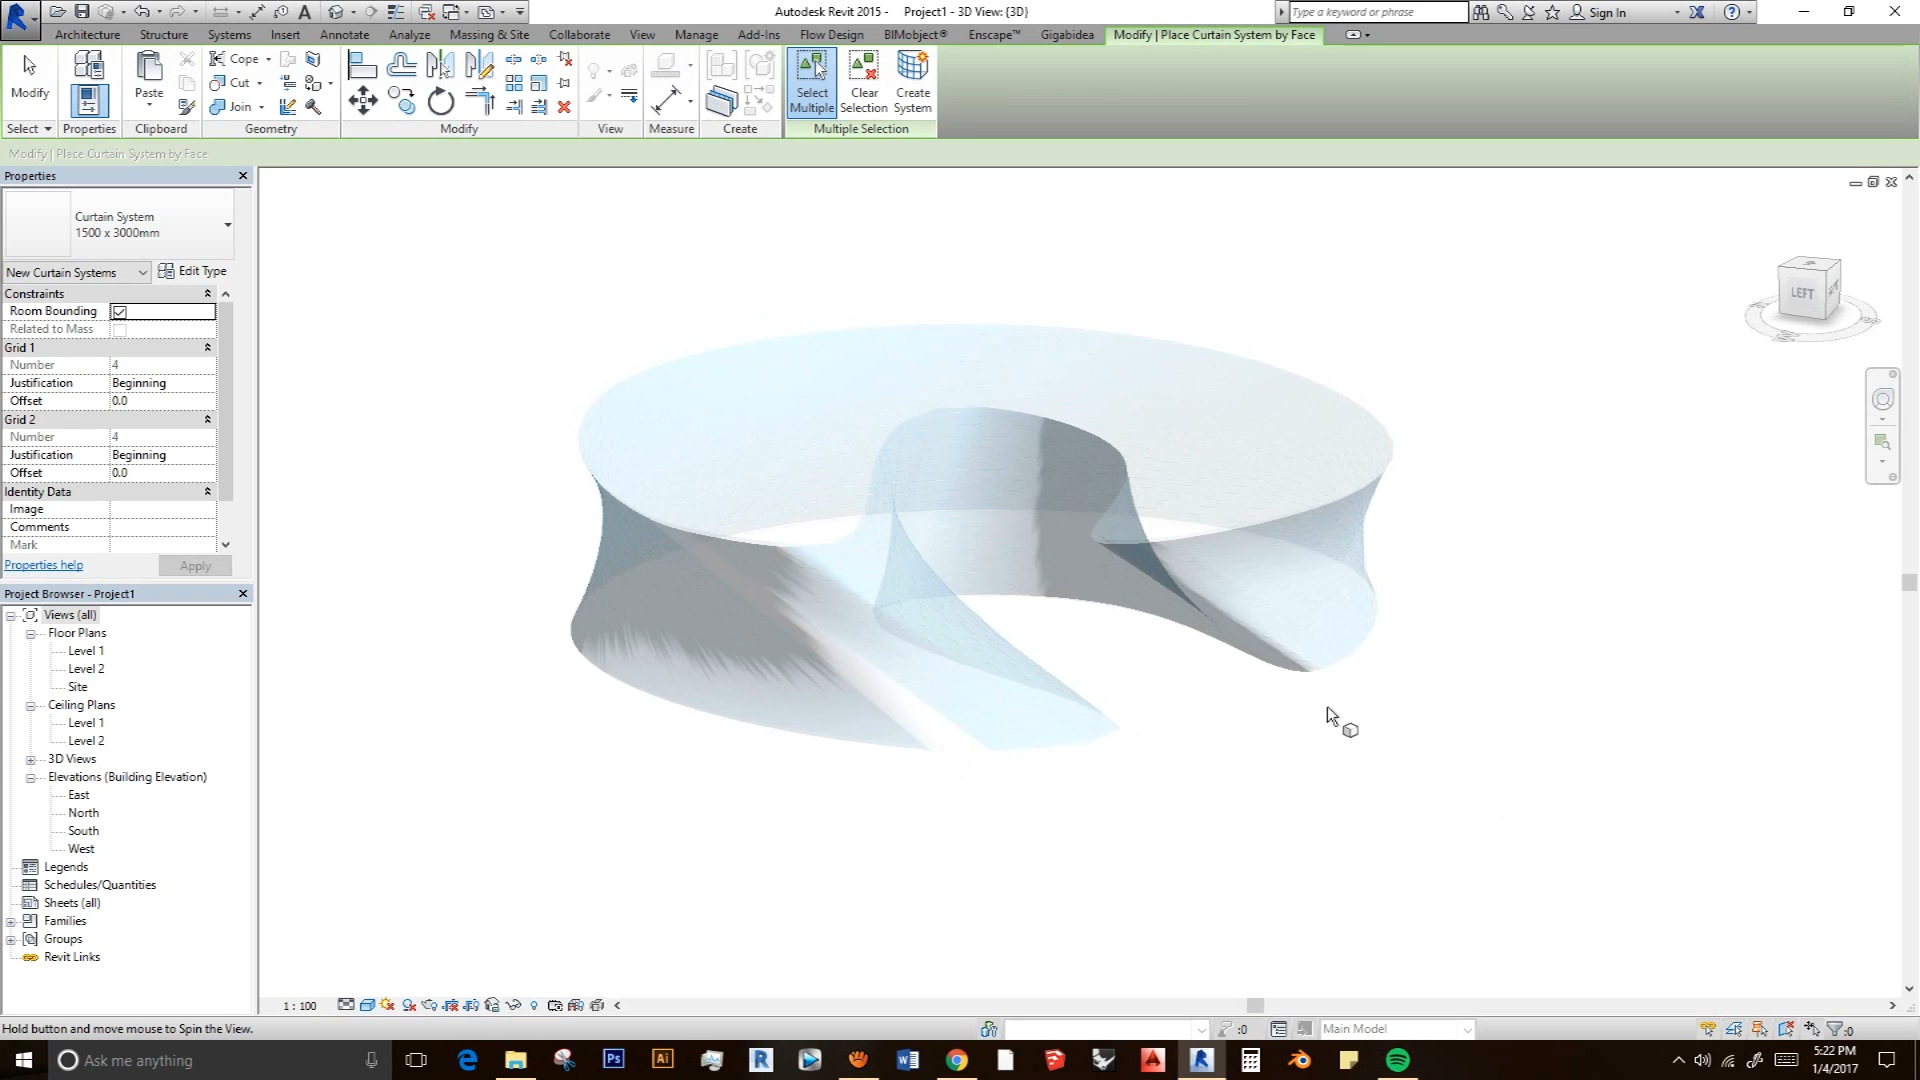 Autodesk Revit 2015 - Project1 - 3D View: {3D}
Type a keyword or phrase
Sign In
Architecture Structure Systems Insert Annotate Analyze Massing & Site Collaborate View Manage Add-Ins Flow Design BIMobject® Enscape™ Gigabidea Modify | Place Curtain System by Face
Modify
Paste
Cope
Cut
Join
Select Multiple
Clear Selection
Create System
Select Properties Clipboard Geometry Modify View Measure Create Multiple Selection
Modify | Place Curtain System by Face
Properties
Curtain System
1500 x 3000mm
New Curtain Systems Edit Type
Constraints
Room Bounding
Related to Mass
Grid 1
Number 4
Justification Beginning
Offset 0.0
Grid 2
Number 4
Justification Beginning
Offset 0.0
Identity Data
Image
Comments
Mark
Properties help Apply
Project Browser - Project1
Views (all)
Floor Plans
Level 1
Level 2
Site
Ceiling Plans
Level 1
Level 2
3D Views
Elevations (Building Elevation)
East
North
South
West
Legends
Schedules/Quantities
Sheets (all)
Families
Groups
Revit Links
LEFT
1 : 100
Hold button and move mouse to Spin the View.
:0
Main Model
:0
Ask me anything
Ps
Ai
5:22 PM
1/4/2017